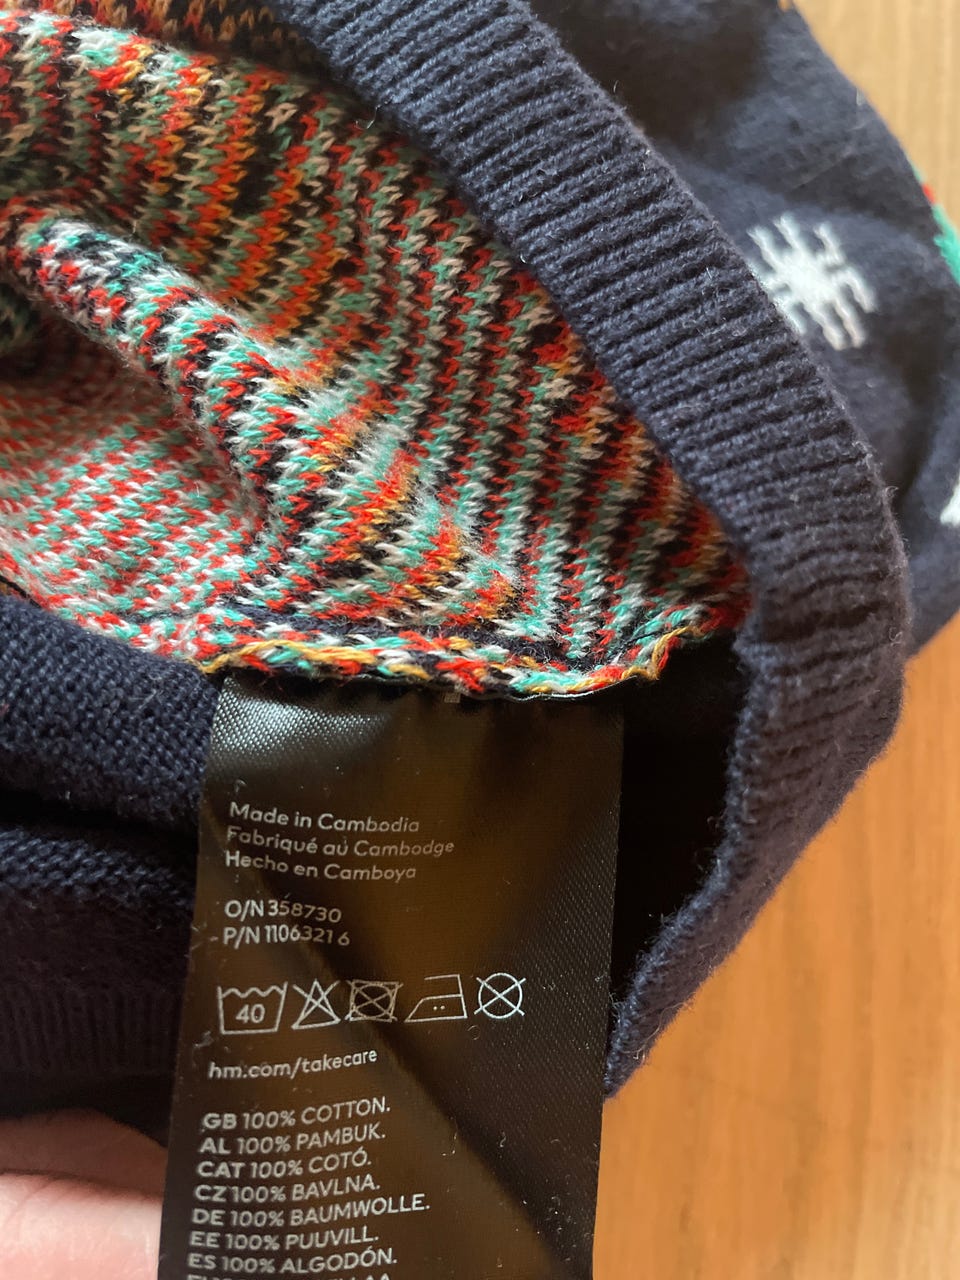 Made in Cambodia
Fabriqué au Cambodge
Hecho en Camboya
O/N 358730
P/N 11063216
40
hm.com/takecare
GB 100% COTTON.
AL 100% PAMBUK.
CAT 100% COTÓ.
CZ 100% BAVLNA.
DE 100% BAUMWOLLE.
EE 100% PUUVILL.
ES 100% ALGODÓN.